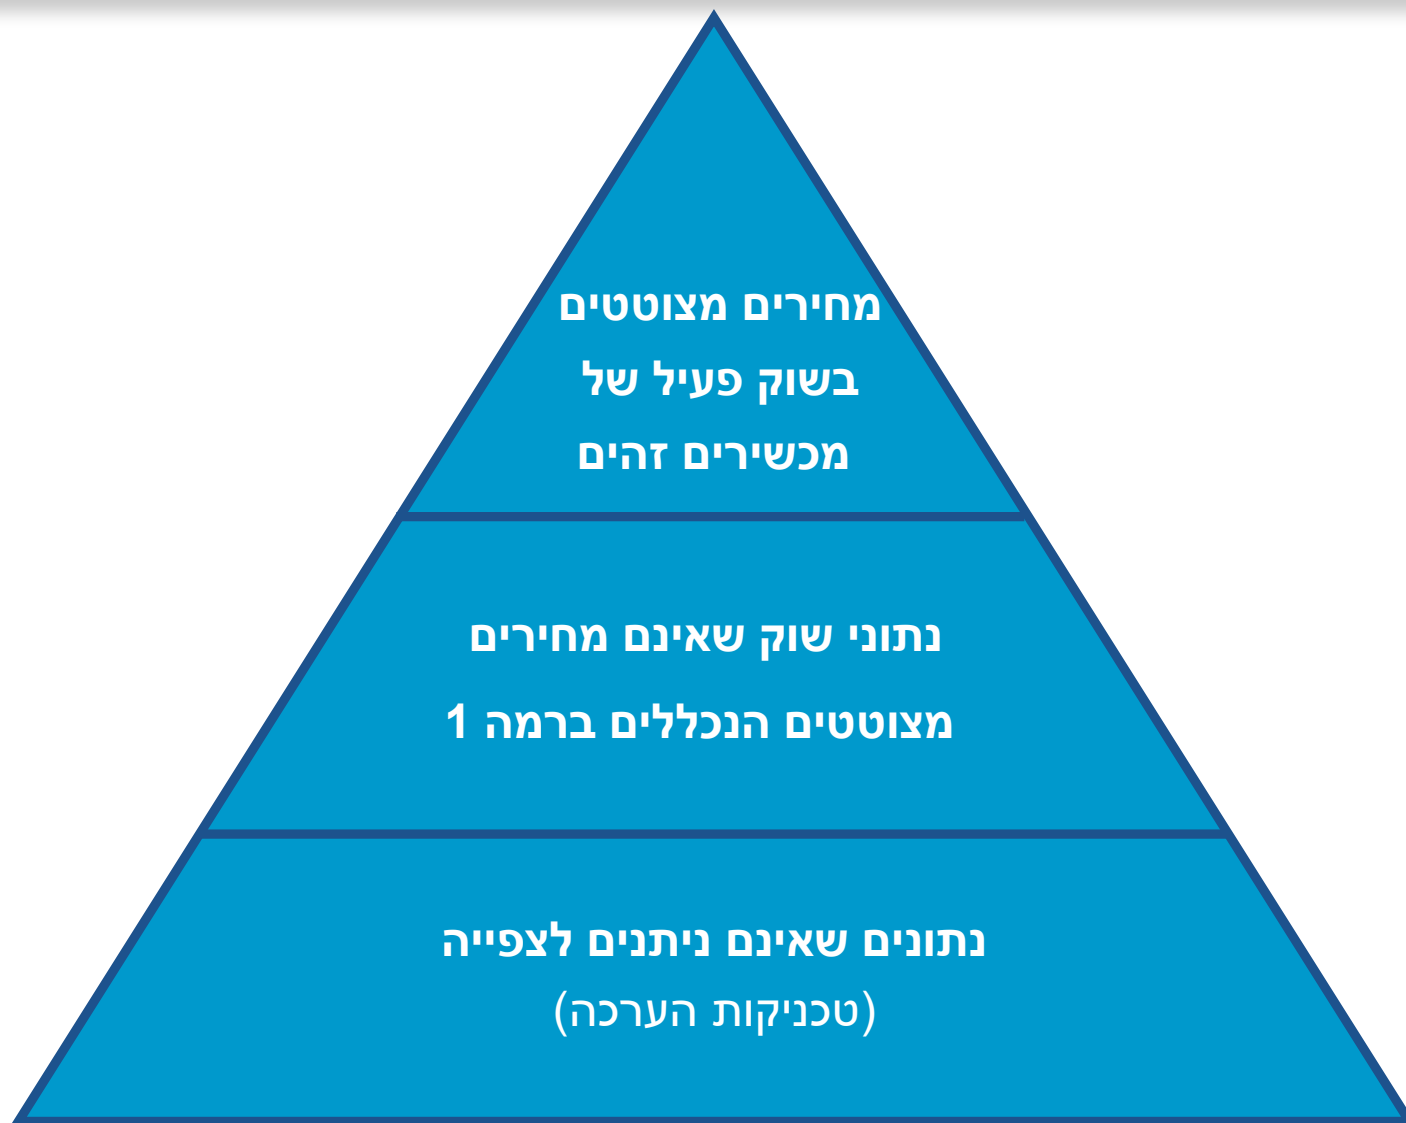 מחירים מצוטטים
בשוק פעיל של
מכשירים זהים
נתוני שוק שאינם מחירים
מצוטטים הנכללים ברמה 1
נתונים שאינם ניתנים לצפייה
(טכניקות הערכה)